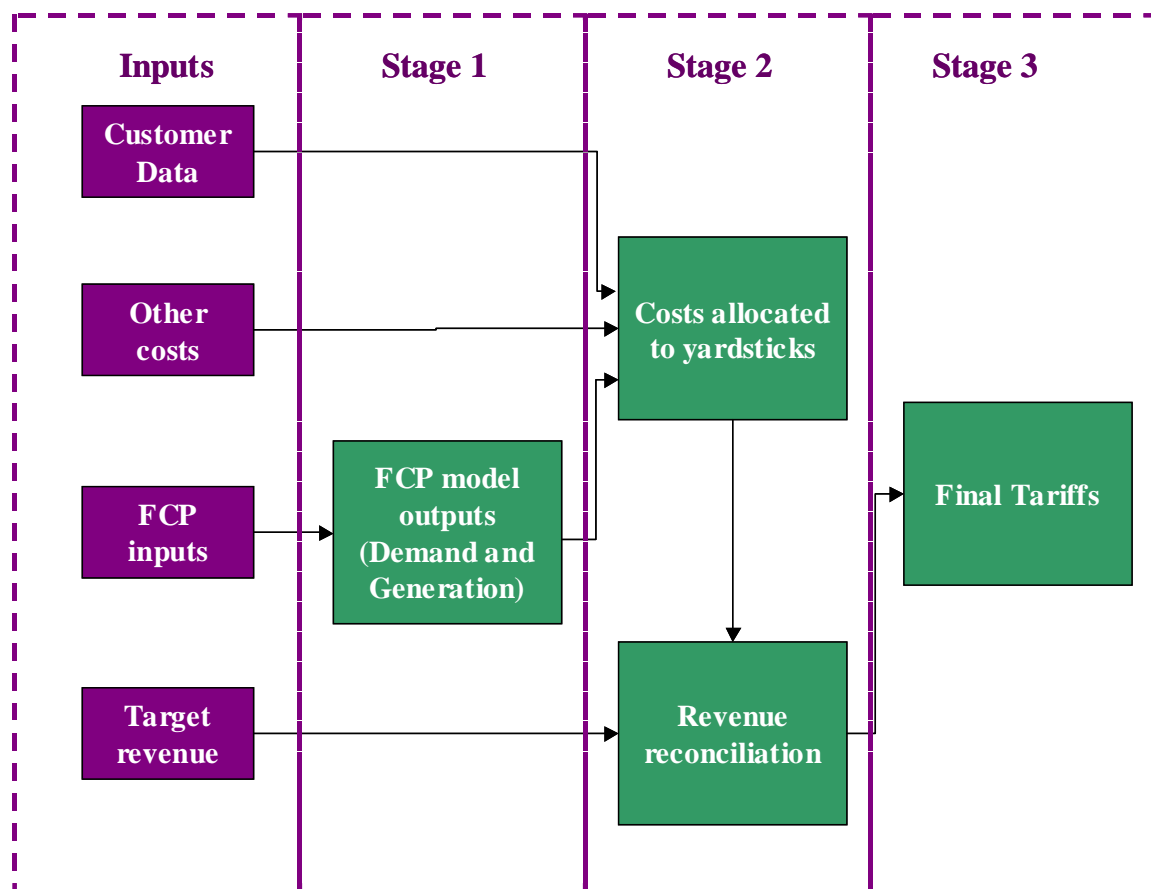 Inputs
Stage 1
Stage 2
Stage 3
Customer
Data
Other
costs
Costs allocated
to yardsticks
FCP
inputs
FCP model
outputs
(Demand and
Generation)
Final Tariffs
Target
revenue
Revenue
reconciliation